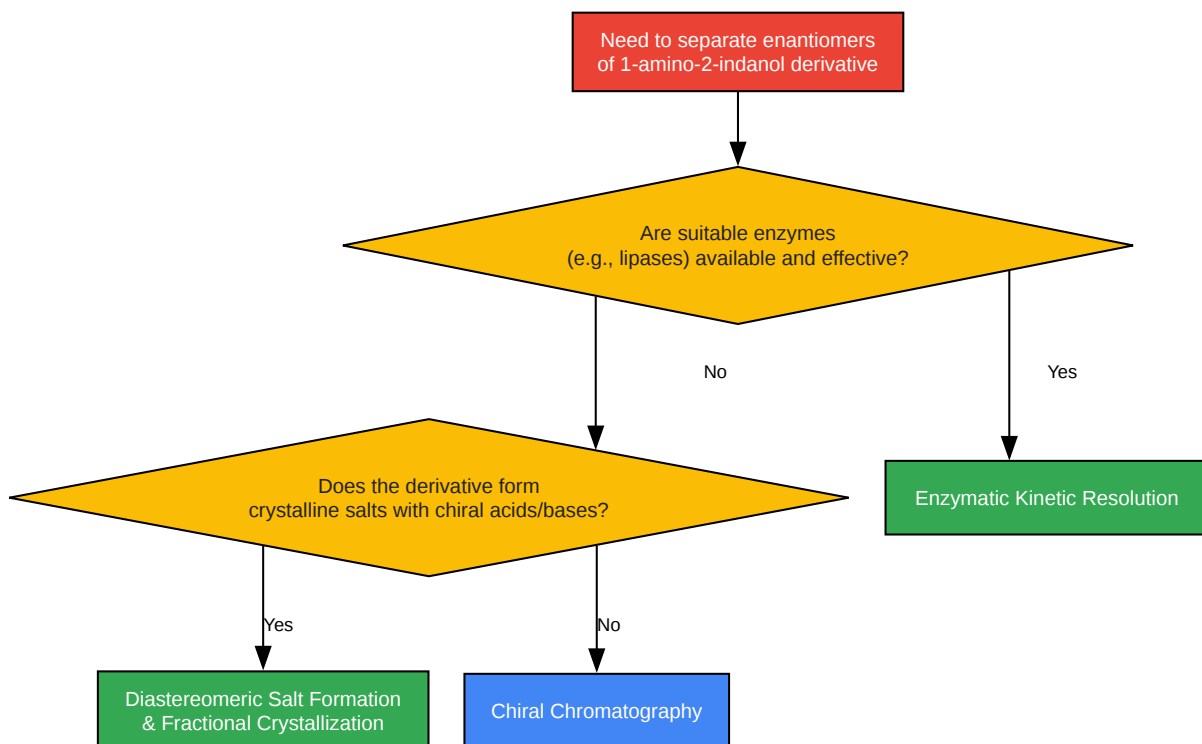 Need to separate enantiomers
of 1-amino-2-indanol derivative
Are suitable enzymes
(e.g., lipases) available and effective?
No
Yes
Does the derivative form
crystalline salts with chiral acids/bases?
Enzymatic Kinetic Resolution
Yes
No
Diastereomeric Salt Formation
& Fractional Crystallization
Chiral Chromatography